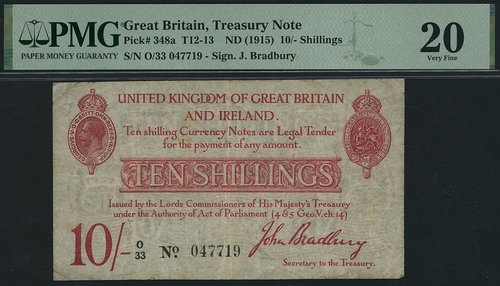 PMG
PAPER MONEY GUARANTY
Great Britain, Treasury Note
Pick# 348a T12-13 ND (1915) 10/- Shillings
S/N O/33 047719 - Sign. J. Bradbury
20
Very Fine
UNITED KINGDOM OF GREAT BRITAIN
AND IRELAND.
Ten shilling Currency Notes are Legal Tender
for the payment of any amount.
TEN SHILLINGS
Issued by the Lords Commissioners of His Majesty's Treasury
under the Authority of Act of Parliament (4 & 5 Geo.V. ch.14)
10/- O/33 No. 047719
John Bradbury
Secretary to the Treasury.